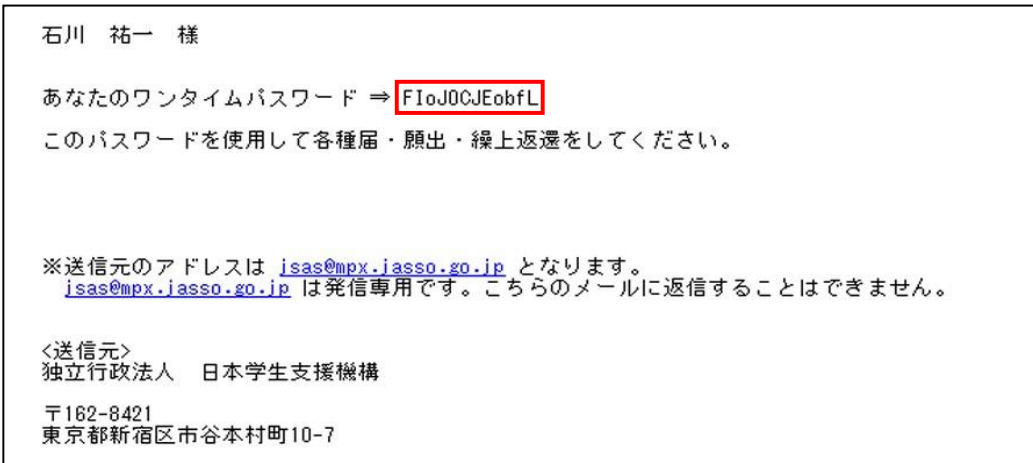 石川　祐一　様
あなたのワンタイムパスワード ⇒ FIoJ0CJEobfL
このパスワードを使用して各種届・願出・繰上返還をしてください。
※送信元のアドレスは jsas@mpx.jasso.go.jp となります。
jsas@mpx.jasso.go.jp は発信専用です。こちらのメールに返信することはできません。
<送信元>
独立行政法人　日本学生支援機構
〒162-8421
東京都新宿区市谷本村町10-7